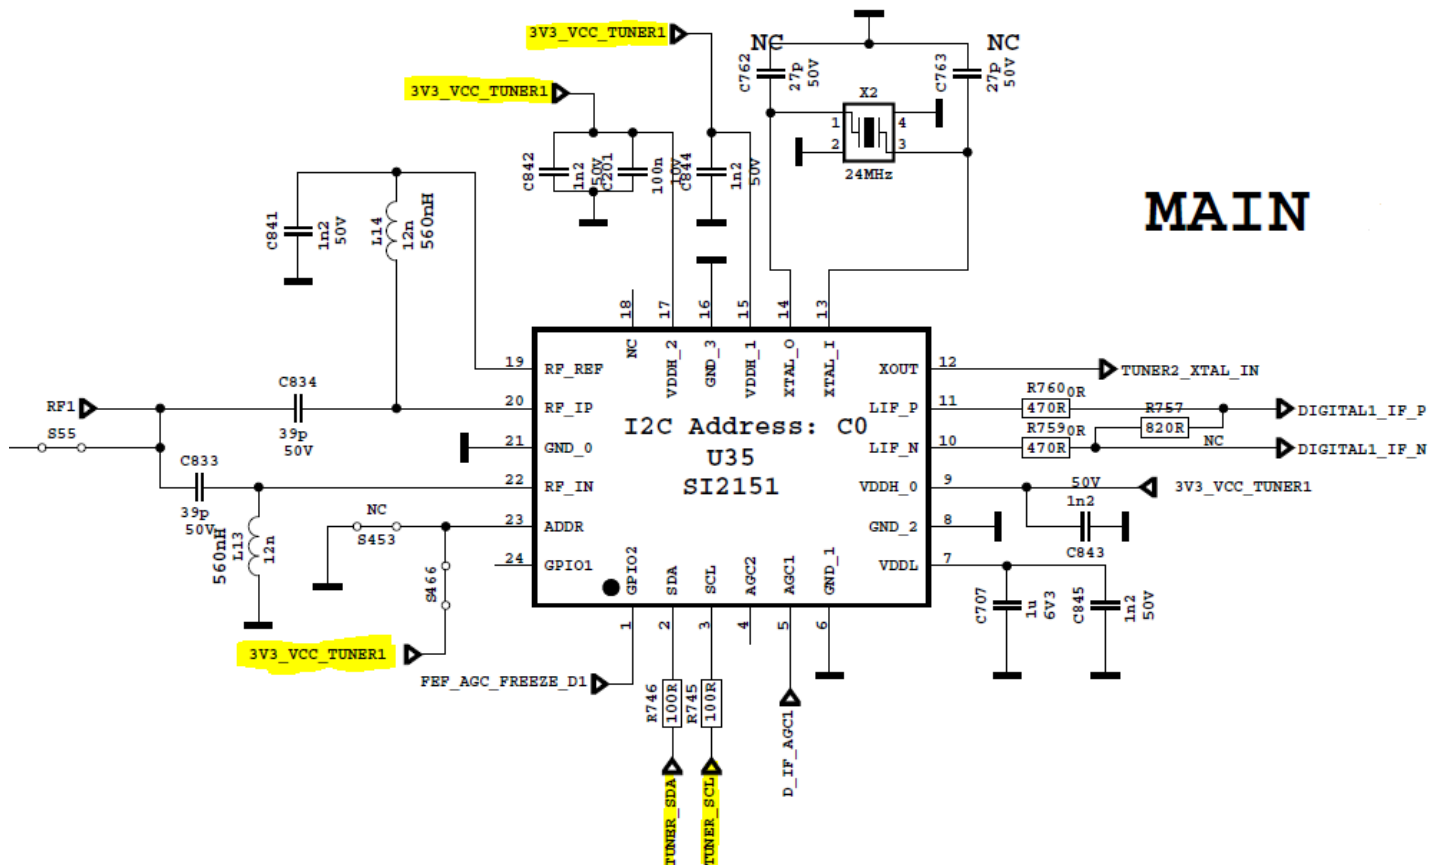 3V3_VCC_TUNER1
NC
NC
C762
27p
50V
C763
27p
50V
3V3_VCC_TUNER1
X2
1
4
2
3
24MHz
C842
1n2
50V
C201
100n
10V
C844
1n2
50V
MAIN
C841
1n2
50V
L14
12n
560nH
18
17
16
15
14
13
NC
VDDH_2
GND_3
VDDH_1
XTAL_O
XTAL_I
19
RF_REF
XOUT
12
TUNER2_XTAL_IN
C834
39p
50V
RF1
20
RF_IP
LIF_P
11
R760
0R
470R
R757
820R
DIGITAL1_IF_P
I2C Address: C0
U35
SI2151
S55
21
GND_0
LIF_N
10
R759
0R
470R
NC
DIGITAL1_IF_N
C833
39p
50V
22
RF_IN
VDDH_0
9
50V
1n2
C843
3V3_VCC_TUNER1
560nH
L13
12n
NC
S453
23
ADDR
GND_2
8
S466
24
GPIO1
VDDL
7
GPIO2
SDA
SCL
AGC2
AGC1
GND_1
C707
1u
6V3
C845
1n2
50V
1
2
3
4
5
6
3V3_VCC_TUNER1
FEF_AGC_FREEZE_D1
R746
100R
R745
100R
D_IF_AGC1
TUNER_SDA
TUNER_SCL